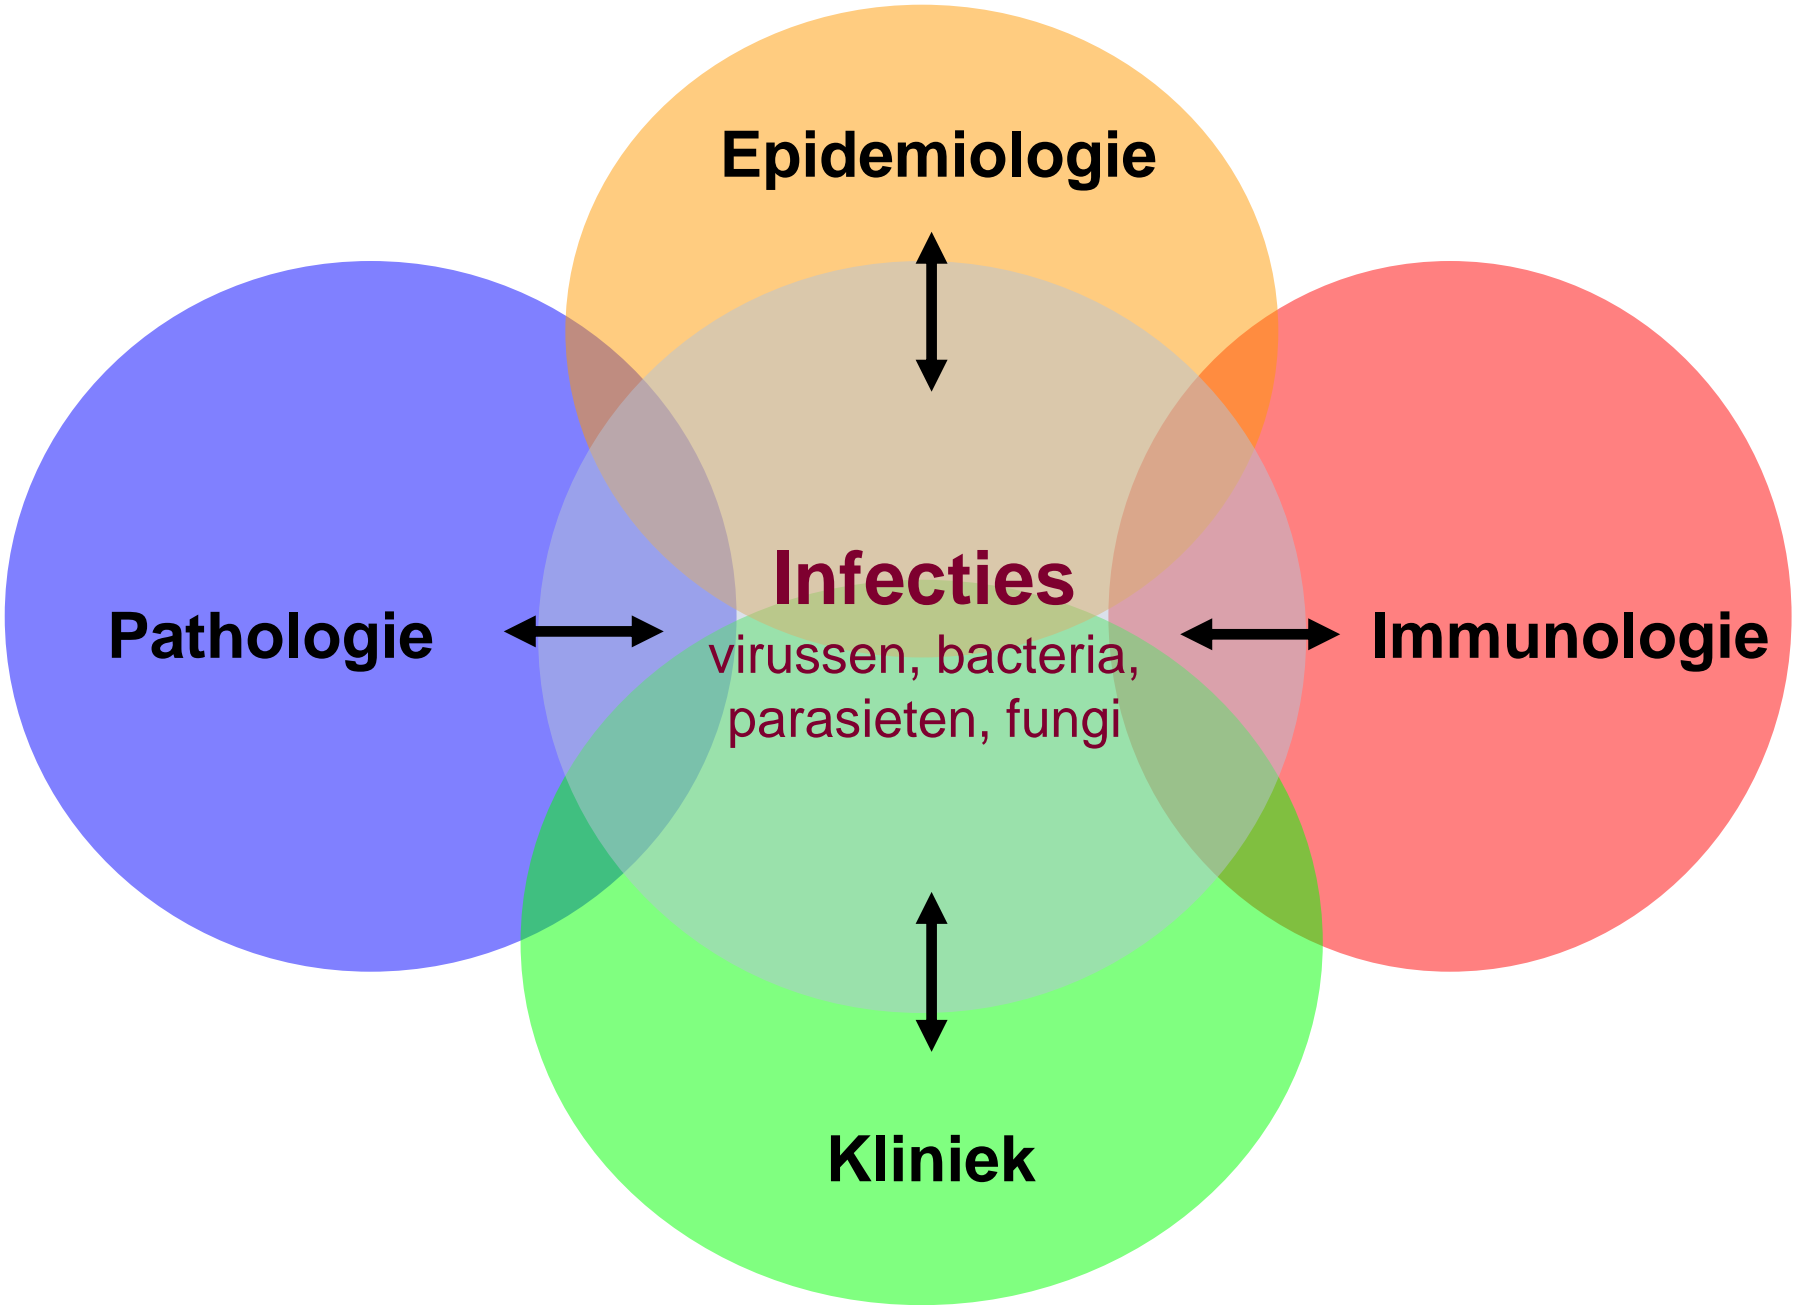 Epidemiologie
Infecties
Pathologie
virussen, bacteria,
Immunologie
parasieten, fungi
Kliniek